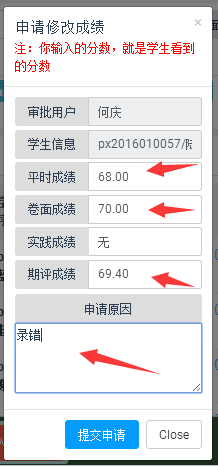 申请修改成绩 ×
注：你输入的分数，就是学生看到
的分数
审批用户 何庆
学生信息 px2016010057/
平时成绩 68.00
卷面成绩 70.00
实践成绩 无
期评成绩 69.40
申请原因
录错
提交申请 Close